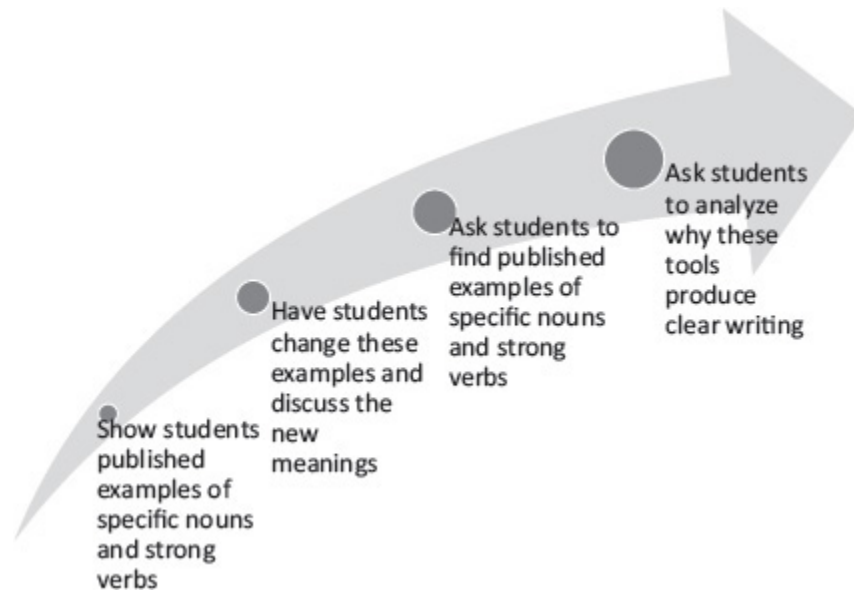 Show students
published
examples of
specific nouns
and strong
verbs
Have students
change these
examples and
discuss the
new
meanings
Ask students to
find published
examples of
specific nouns
and strong
verbs
Ask students
to analyze
why these
tools
produce
clear writing